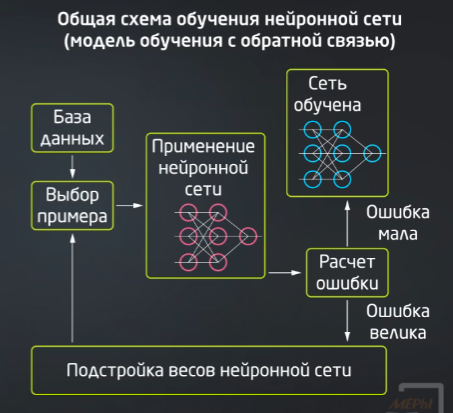 Общая схема обучения нейронной сети
(модель обучения с обратной связью)
База
данных
Выбор
примера
Применение
нейронной
сети
Сеть
обучена
Ошибка
мала
Расчет
ошибки
Ошибка
велика
Подстройка весов нейронной сети
МЕРЫ